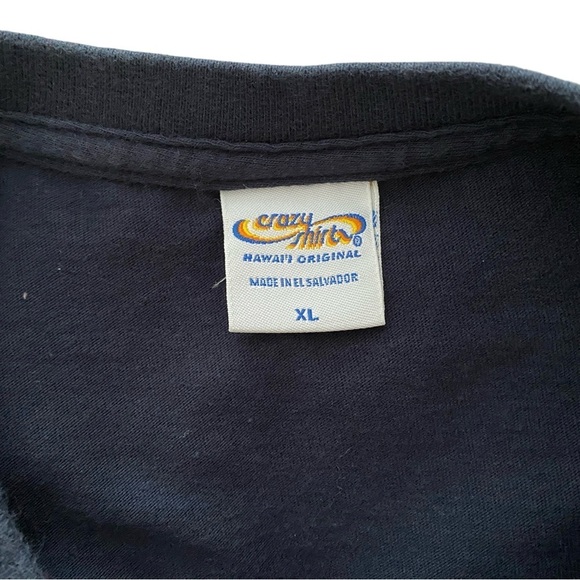 crazy
shirts®
HAWAI'I ORIGINAL
MADE IN EL SALVADOR
XL